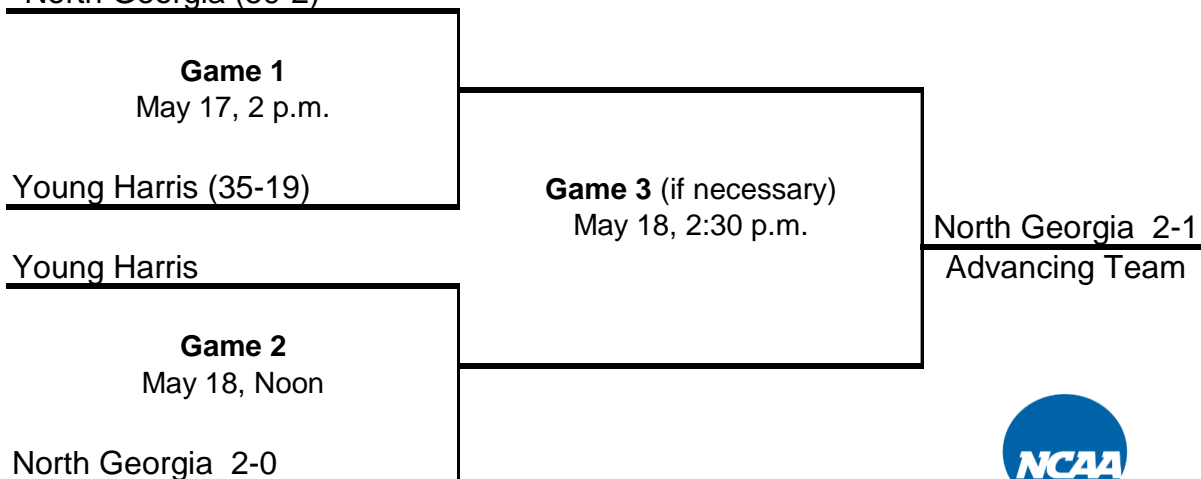 Game 1
May 17, 2 p.m.
Young Harris (35-19)
Game 3 (if necessary)
May 18, 2:30 p.m.
North Georgia 2-1
Advancing Team
Young Harris
Game 2
May 18, Noon
North Georgia 2-0
NCAA